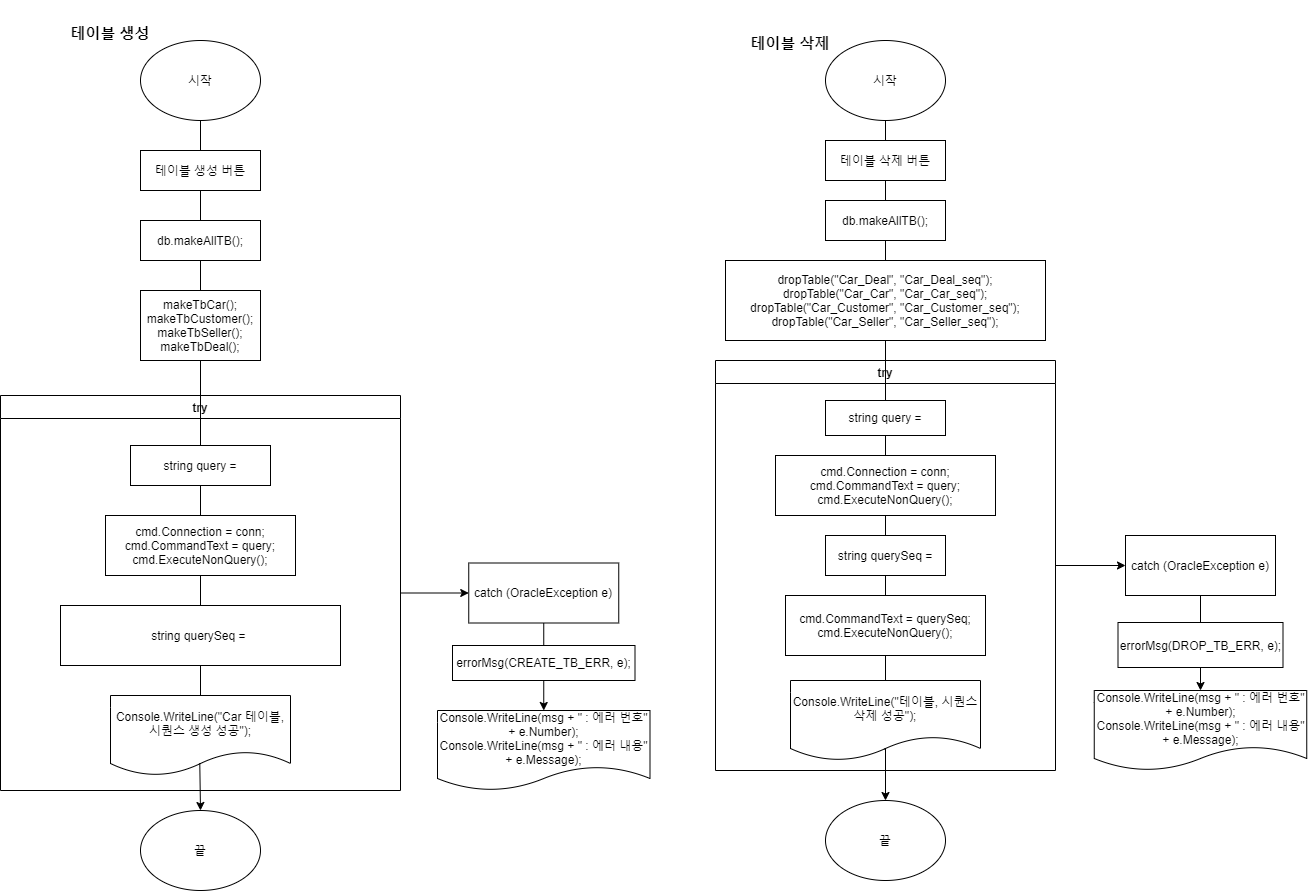 테이블 생성
시작
테이블 생성 버튼
db.makeAllTB();
makeTbCar();
makeTbCustomer();
makeTbSeller();
makeTbDeal();
try
string query =
cmd.Connection = conn;
cmd.CommandText = query;
cmd.ExecuteNonQuery();
string querySeq =
Console.WriteLine("Car 테이블,
시퀀스 생성 성공");
끝
catch (OracleException e)
errorMsg(CREATE_TB_ERR, e);
Console.WriteLine(msg + " : 에러 번호"
+ e.Number);
Console.WriteLine(msg + " : 에러 내용"
+ e.Message);
테이블 삭제
시작
테이블 삭제 버튼
db.makeAllTB();
dropTable("Car_Deal", "Car_Deal_seq");
dropTable("Car_Car", "Car_Car_seq");
dropTable("Car_Customer", "Car_Customer_seq");
dropTable("Car_Seller", "Car_Seller_seq");
try
string query =
cmd.Connection = conn;
cmd.CommandText = query;
cmd.ExecuteNonQuery();
string querySeq =
cmd.CommandText = querySeq;
cmd.ExecuteNonQuery();
Console.WriteLine("테이블, 시퀀스
삭제 성공");
끝
catch (OracleException e)
errorMsg(DROP_TB_ERR, e);
Console.WriteLine(msg + " : 에러 번호"
+ e.Number);
Console.WriteLine(msg + " : 에러 내용"
+ e.Message);